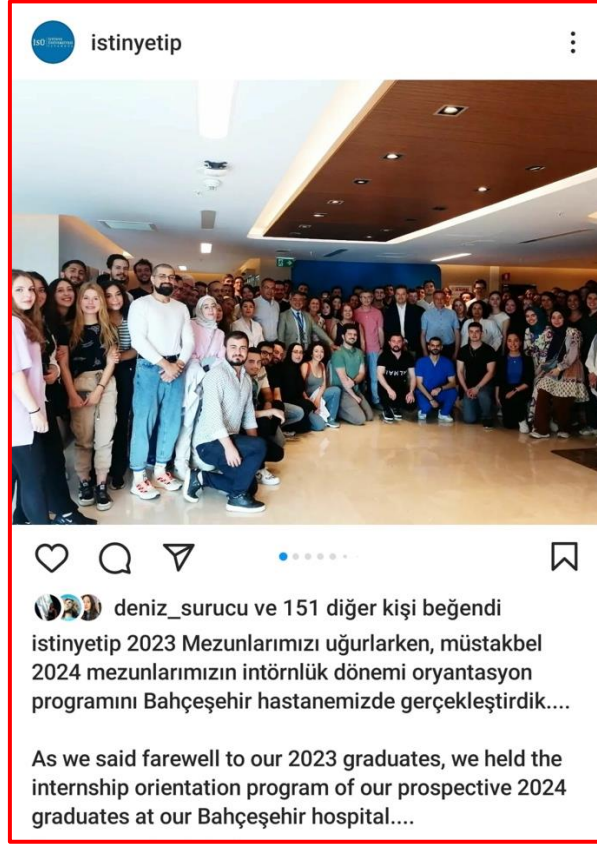 istinyetip
deniz_surucu ve 151 diğer kişi beğendi
istinyetip 2023 Mezunlarımızı uğurlarken, müstakbel
2024 mezunlarımızın intörnlük dönemi oryantasyon
programını Bahçeşehir hastanemizde gerçekleştirdik....
As we said farewell to our 2023 graduates, we held the
internship orientation program of our prospective 2024
graduates at our Bahçeşehir hospital....